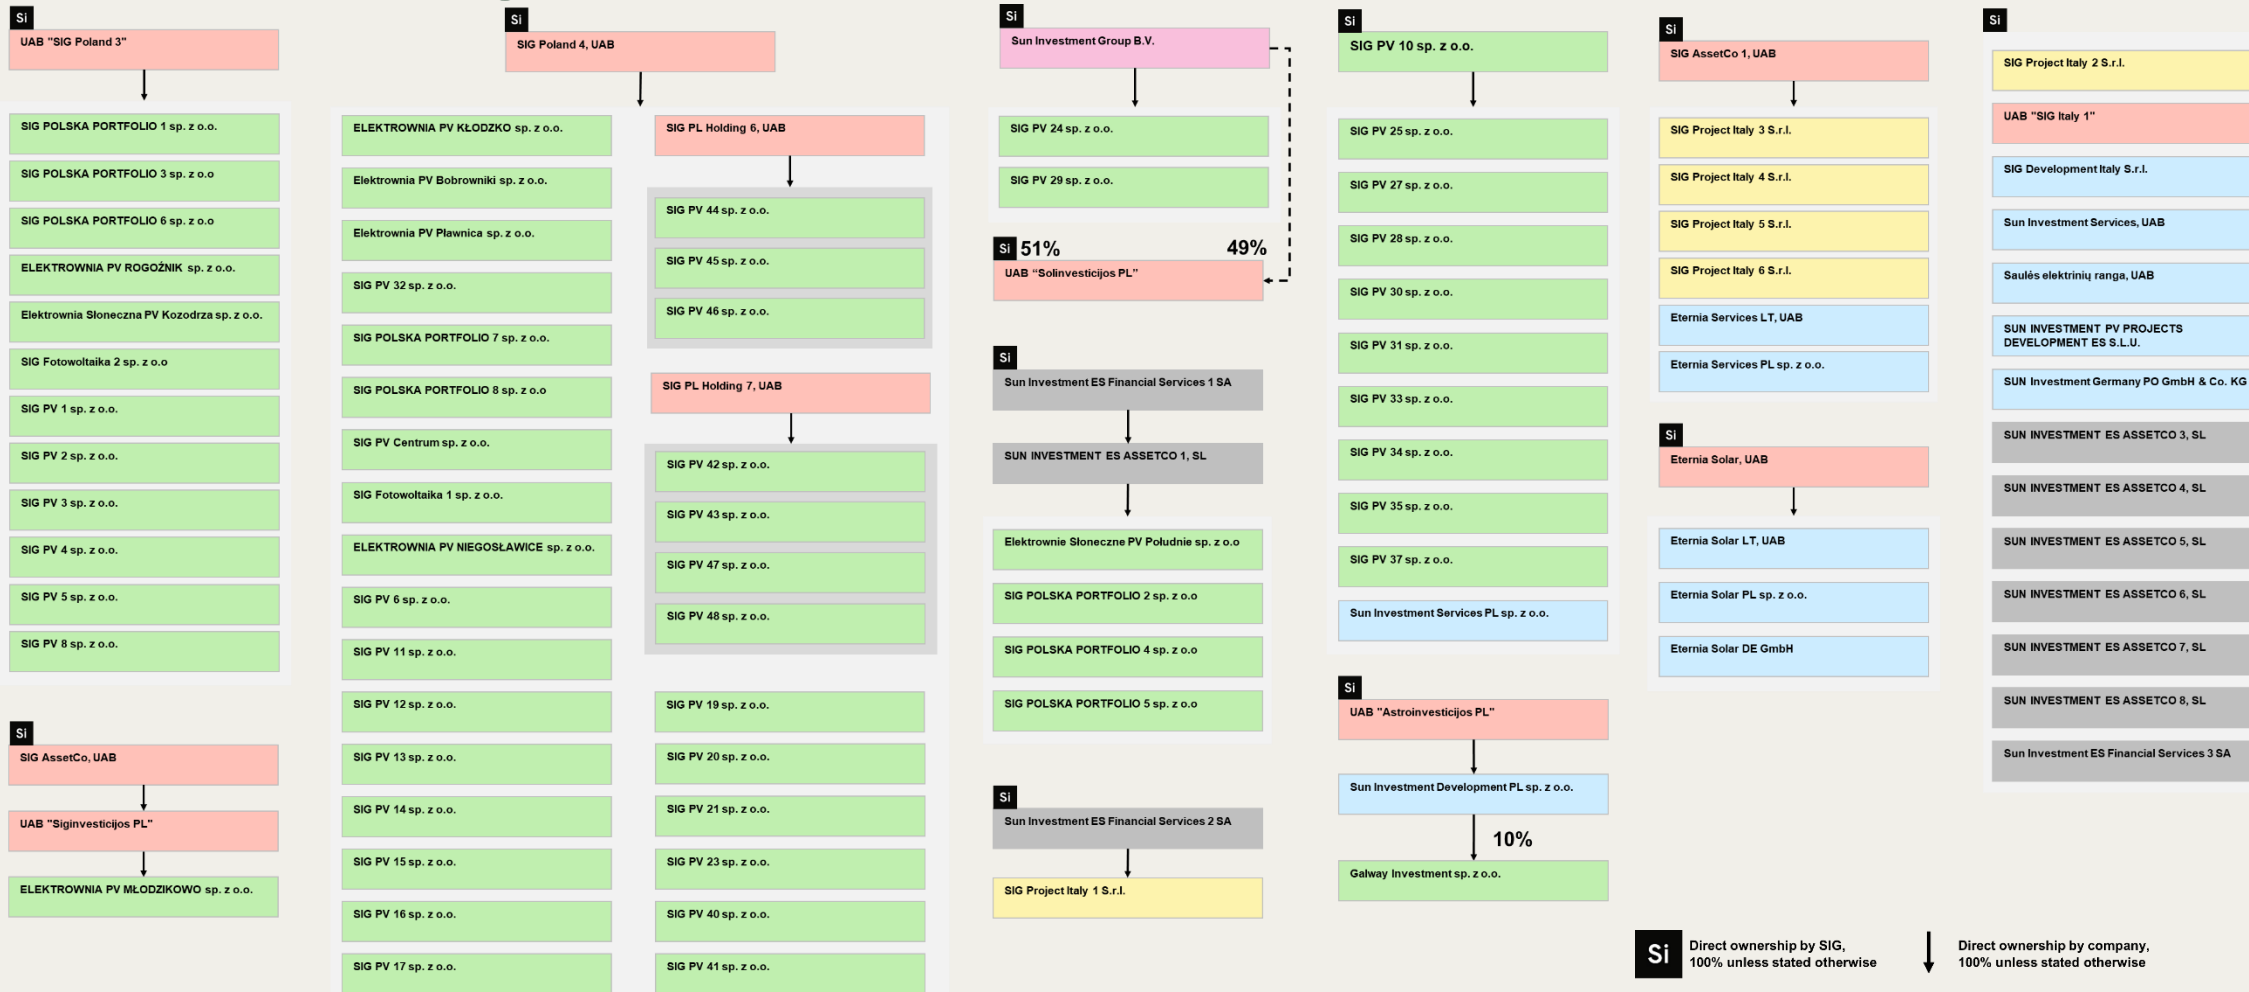 Si
UAB "SIG Poland 3"
SIG POLSKA PORTFOLIO 1 sp. z o.o.
SIG POLSKA PORTFOLIO 3 sp. z o.o
SIG POLSKA PORTFOLIO 6 sp. z o.o
ELEKTROWNIA PV ROGOŹNIK sp. z o.o.
Elektrownia Słoneczna PV Kozodrza sp. z o.o.
SIG Fotowoltaika 2 sp. z o.o
SIG PV 1 sp. z o.o.
SIG PV 2 sp. z o.o.
SIG PV 3 sp. z o.o.
SIG PV 4 sp. z o.o.
SIG PV 5 sp. z o.o.
SIG PV 8 sp. z o.o.
Si
SIG AssetCo, UAB
UAB "Siginvesticijos PL"
ELEKTROWNIA PV MŁODZIKOWO sp. z o.o.
Si
SIG Poland 4, UAB
ELEKTROWNIA PV KŁODZKO sp. z o.o.
Elektrownia PV Bobrowniki sp. z o.o.
Elektrownia PV Pławnica sp. z o.o.
SIG PV 32 sp. z o.o.
SIG POLSKA PORTFOLIO 7 sp. z o.o.
SIG POLSKA PORTFOLIO 8 sp. z o.o
SIG PV Centrum sp. z o.o.
SIG Fotowoltaika 1 sp. z o.o.
ELEKTROWNIA PV NIEGOSŁAWICE sp. z o.o.
SIG PV 6 sp. z o.o.
SIG PV 11 sp. z o.o.
SIG PV 12 sp. z o.o.
SIG PV 13 sp. z o.o.
SIG PV 14 sp. z o.o.
SIG PV 15 sp. z o.o.
SIG PV 16 sp. z o.o.
SIG PV 17 sp. z o.o.
SIG PL Holding 6, UAB
SIG PV 44 sp. z o.o.
SIG PV 45 sp. z o.o.
SIG PV 46 sp. z o.o.
SIG PL Holding 7, UAB
SIG PV 42 sp. z o.o.
SIG PV 43 sp. z o.o.
SIG PV 47 sp. z o.o.
SIG PV 48 sp. z o.o.
SIG PV 19 sp. z o.o.
SIG PV 20 sp. z o.o.
SIG PV 21 sp. z o.o.
SIG PV 23 sp. z o.o.
SIG PV 40 sp. z o.o.
SIG PV 41 sp. z o.o.
Si
Sun Investment Group B.V.
SIG PV 24 sp. z o.o.
SIG PV 29 sp. z o.o.
Si 51% 49%
UAB “Solinvesticijos PL”
Si
Sun Investment ES Financial Services 1 SA
SUN INVESTMENT ES ASSETCO 1, SL
Elektrownie Słoneczne PV Południe sp. z o.o
SIG POLSKA PORTFOLIO 2 sp. z o.o
SIG POLSKA PORTFOLIO 4 sp. z o.o
SIG POLSKA PORTFOLIO 5 sp. z o.o
Si
Sun Investment ES Financial Services 2 SA
SIG Project Italy 1 S.r.l.
Si
SIG PV 10 sp. z o.o.
SIG PV 25 sp. z o.o.
SIG PV 27 sp. z o.o.
SIG PV 28 sp. z o.o.
SIG PV 30 sp. z o.o.
SIG PV 31 sp. z o.o.
SIG PV 33 sp. z o.o.
SIG PV 34 sp. z o.o.
SIG PV 35 sp. z o.o.
SIG PV 37 sp. z o.o.
Sun Investment Services PL sp. z o.o.
Si
UAB "Astroinvesticijos PL"
Sun Investment Development PL sp. z o.o.
10%
Galway Investment sp. z o.o.
Si
SIG AssetCo 1, UAB
SIG Project Italy 3 S.r.l.
SIG Project Italy 4 S.r.l.
SIG Project Italy 5 S.r.l.
SIG Project Italy 6 S.r.l.
Eternia Services LT, UAB
Eternia Services PL sp. z o.o.
Si
Eternia Solar, UAB
Eternia Solar LT, UAB
Eternia Solar PL sp. z o.o.
Eternia Solar DE GmbH
Si
SIG Project Italy 2 S.r.l.
UAB "SIG Italy 1"
SIG Development Italy S.r.l.
Sun Investment Services, UAB
Saulės elektrinių ranga, UAB
SUN INVESTMENT PV PROJECTS
DEVELOPMENT ES S.L.U.
SUN Investment Germany PO GmbH & Co. KG
SUN INVESTMENT ES ASSETCO 3, SL
SUN INVESTMENT ES ASSETCO 4, SL
SUN INVESTMENT ES ASSETCO 5, SL
SUN INVESTMENT ES ASSETCO 6, SL
SUN INVESTMENT ES ASSETCO 7, SL
SUN INVESTMENT ES ASSETCO 8, SL
Sun Investment ES Financial Services 3 SA
Si
Direct ownership by SIG,
100% unless stated otherwise
Direct ownership by company,
100% unless stated otherwise